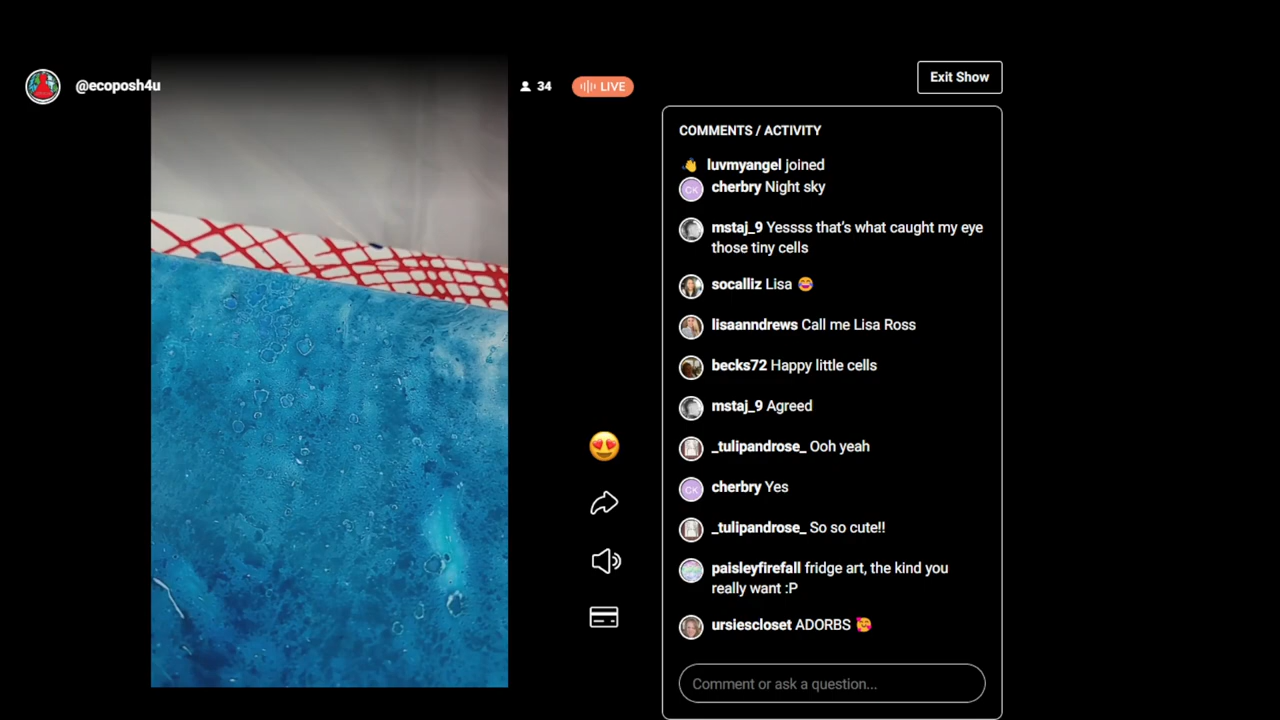 @ecoposh4u
34
LIVE
Exit Show
COMMENTS / ACTIVITY
luvmyangel joined
CK
cherbry Night sky
mstaj_9 Yessss that's what caught my eye
those tiny cells
socalliz Lisa
lisaanndrews Call me Lisa Ross
becks72 Happy little cells
mstaj_9 Agreed
_tulipandrose_ Ooh yeah
CK
cherbry Yes
_tulipandrose_ So so cute!!
paisleyfirefall fridge art, the kind you
really want :P
ursiescloset ADORBS
Comment or ask a question...